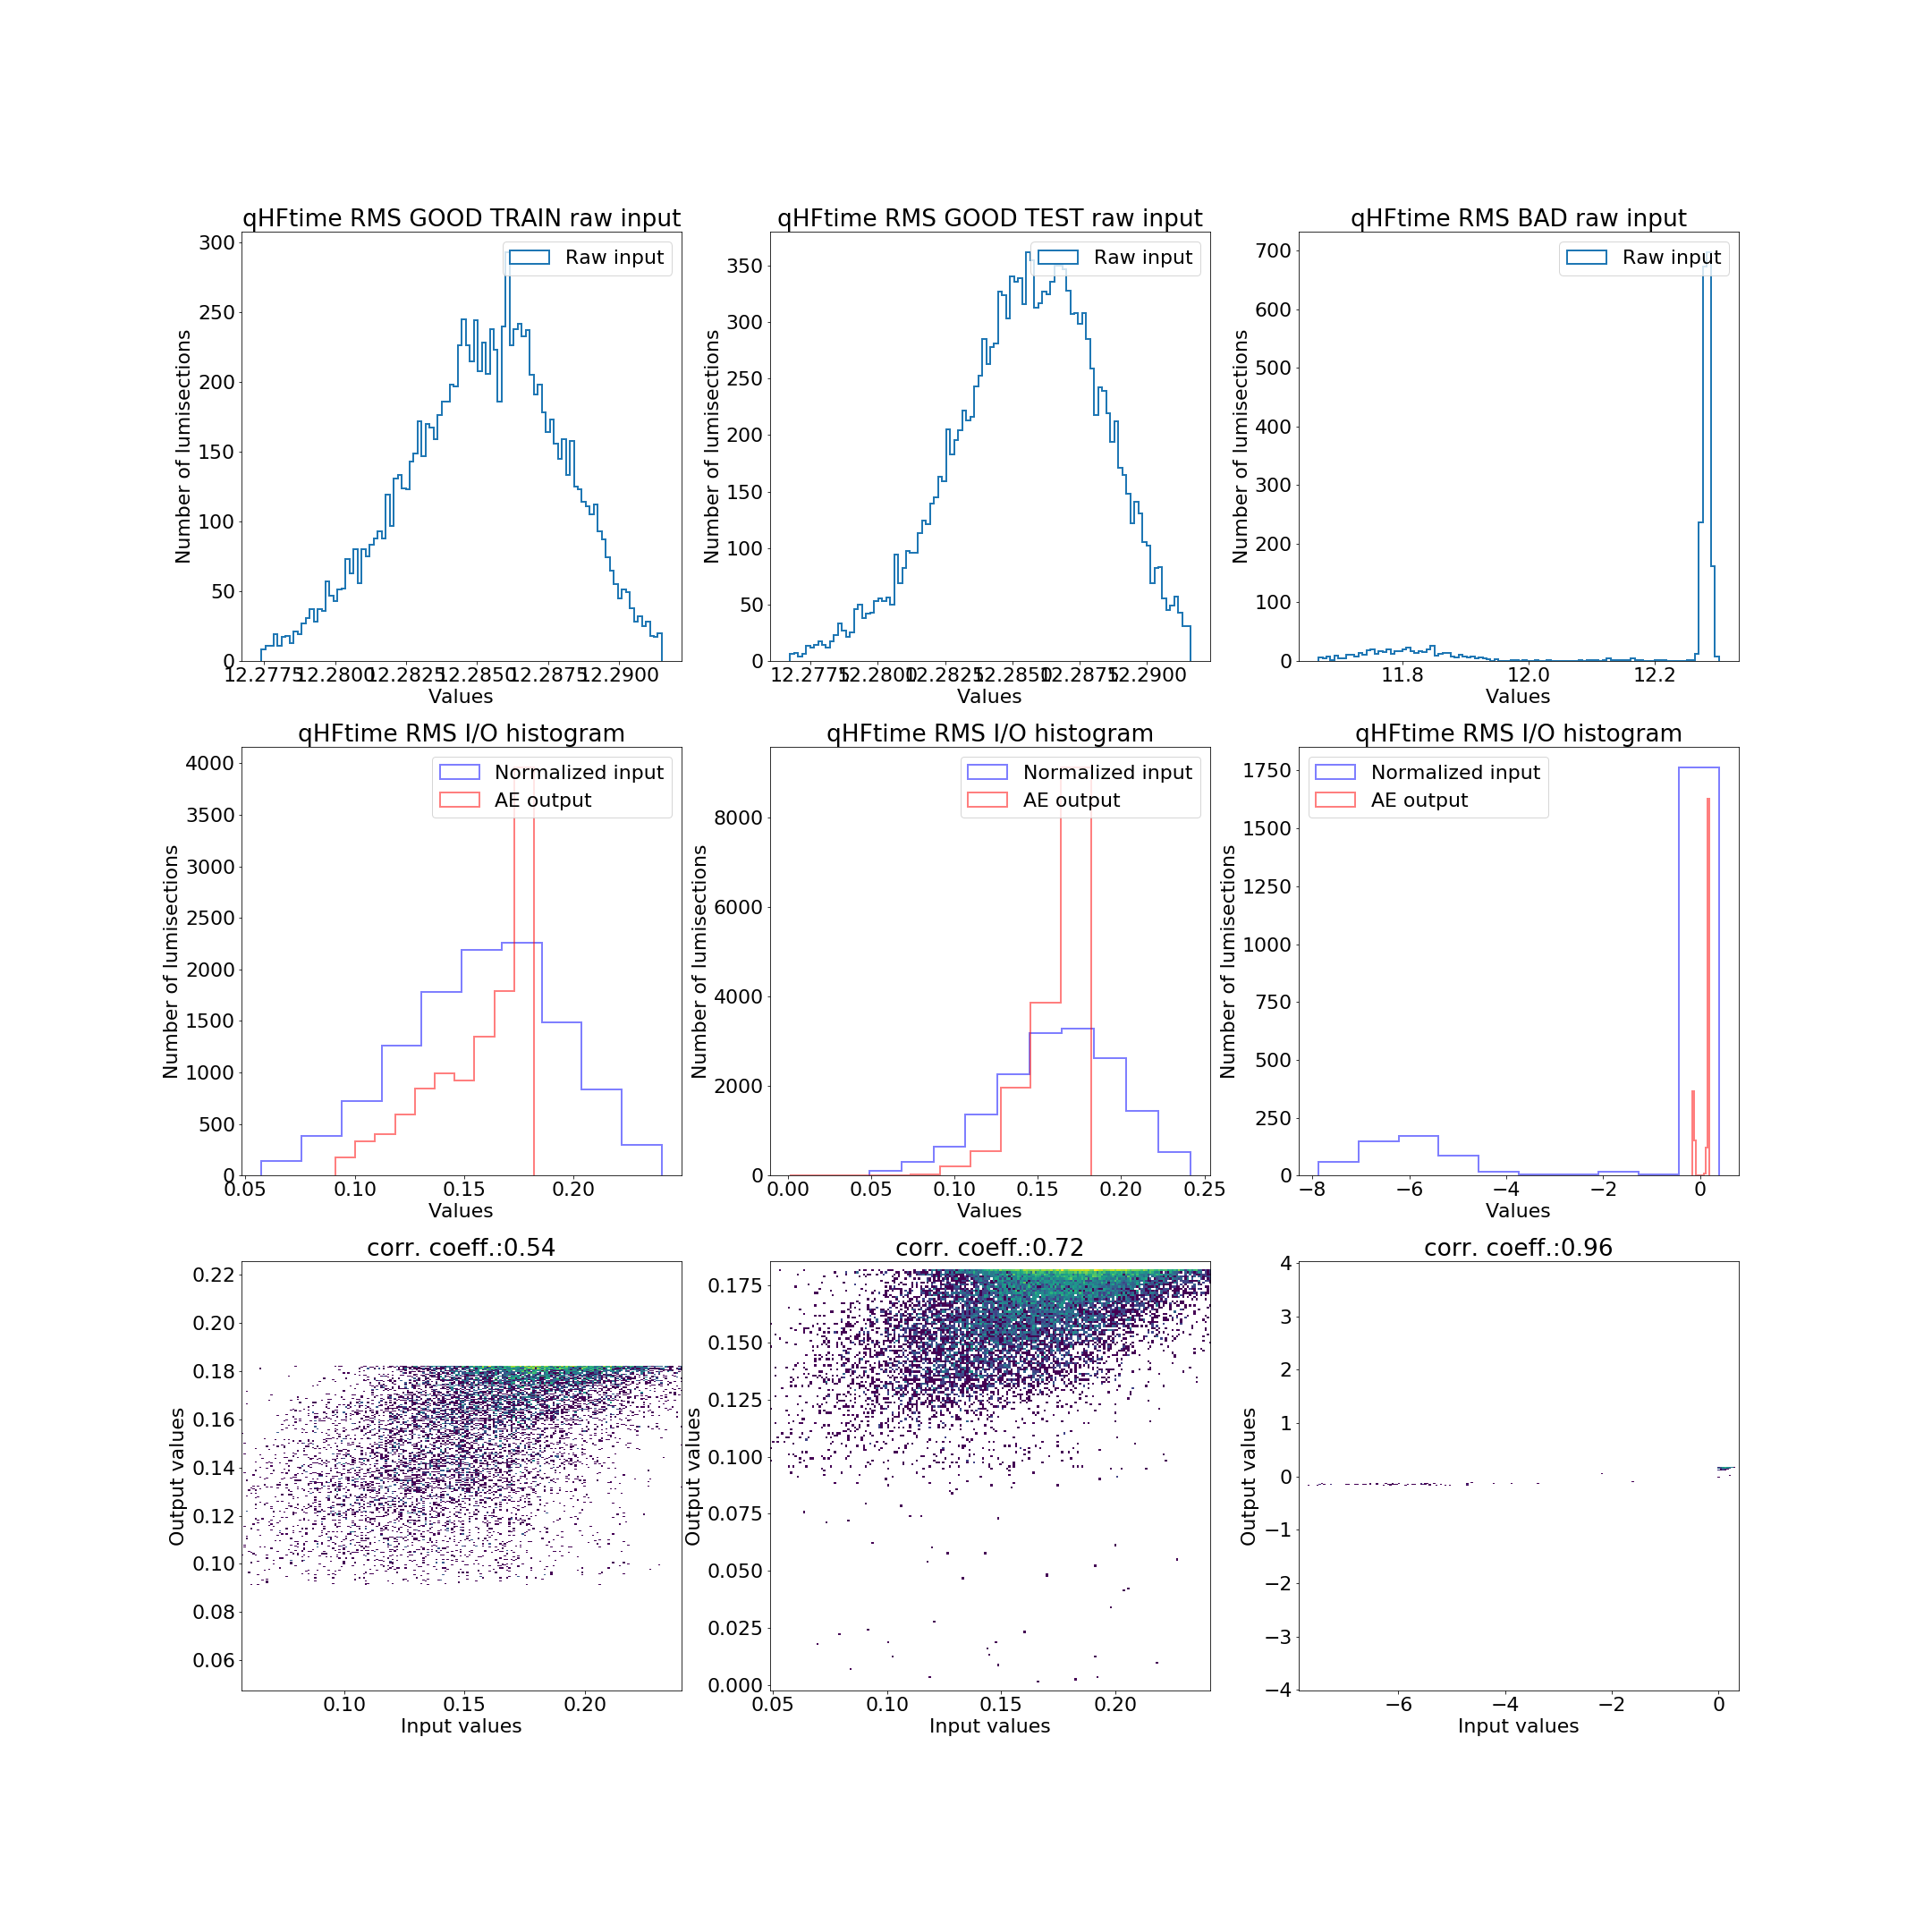 qHFtime RMS GOOD TRAIN raw input
Raw input
300
250
200
150
100
50
0
Number of lumisections
12.2775 12.2800 12.2825 12.2850 12.2875 12.2900
Values
qHFtime RMS GOOD TEST raw input
Raw input
350
300
250
200
150
100
50
0
Number of lumisections
12.2775 12.2800 12.2825 12.2850 12.2875 12.2900
Values
qHFtime RMS BAD raw input
Raw input
700
600
500
400
300
200
100
0
Number of lumisections
11.8 12.0 12.2
Values
qHFtime RMS I/O histogram
Normalized input
AE output
4000
3500
3000
2500
2000
1500
1000
500
0
Number of lumisections
0.05 0.10 0.15 0.20
Values
qHFtime RMS I/O histogram
Normalized input
AE output
8000
6000
4000
2000
0
Number of lumisections
0.00 0.05 0.10 0.15 0.20 0.25
Values
qHFtime RMS I/O histogram
Normalized input
AE output
1750
1500
1250
1000
750
500
250
0
Number of lumisections
−8 −6 −4 −2 0
Values
corr. coeff.:0.54
0.22
0.20
0.18
0.16
0.14
0.12
0.10
0.08
0.06
Output values
0.10 0.15 0.20
Input values
corr. coeff.:0.72
0.175
0.150
0.125
0.100
0.075
0.050
0.025
0.000
Output values
0.05 0.10 0.15 0.20
Input values
corr. coeff.:0.96
4
3
2
1
0
−1
−2
−3
−4
Output values
−6 −4 −2 0
Input values